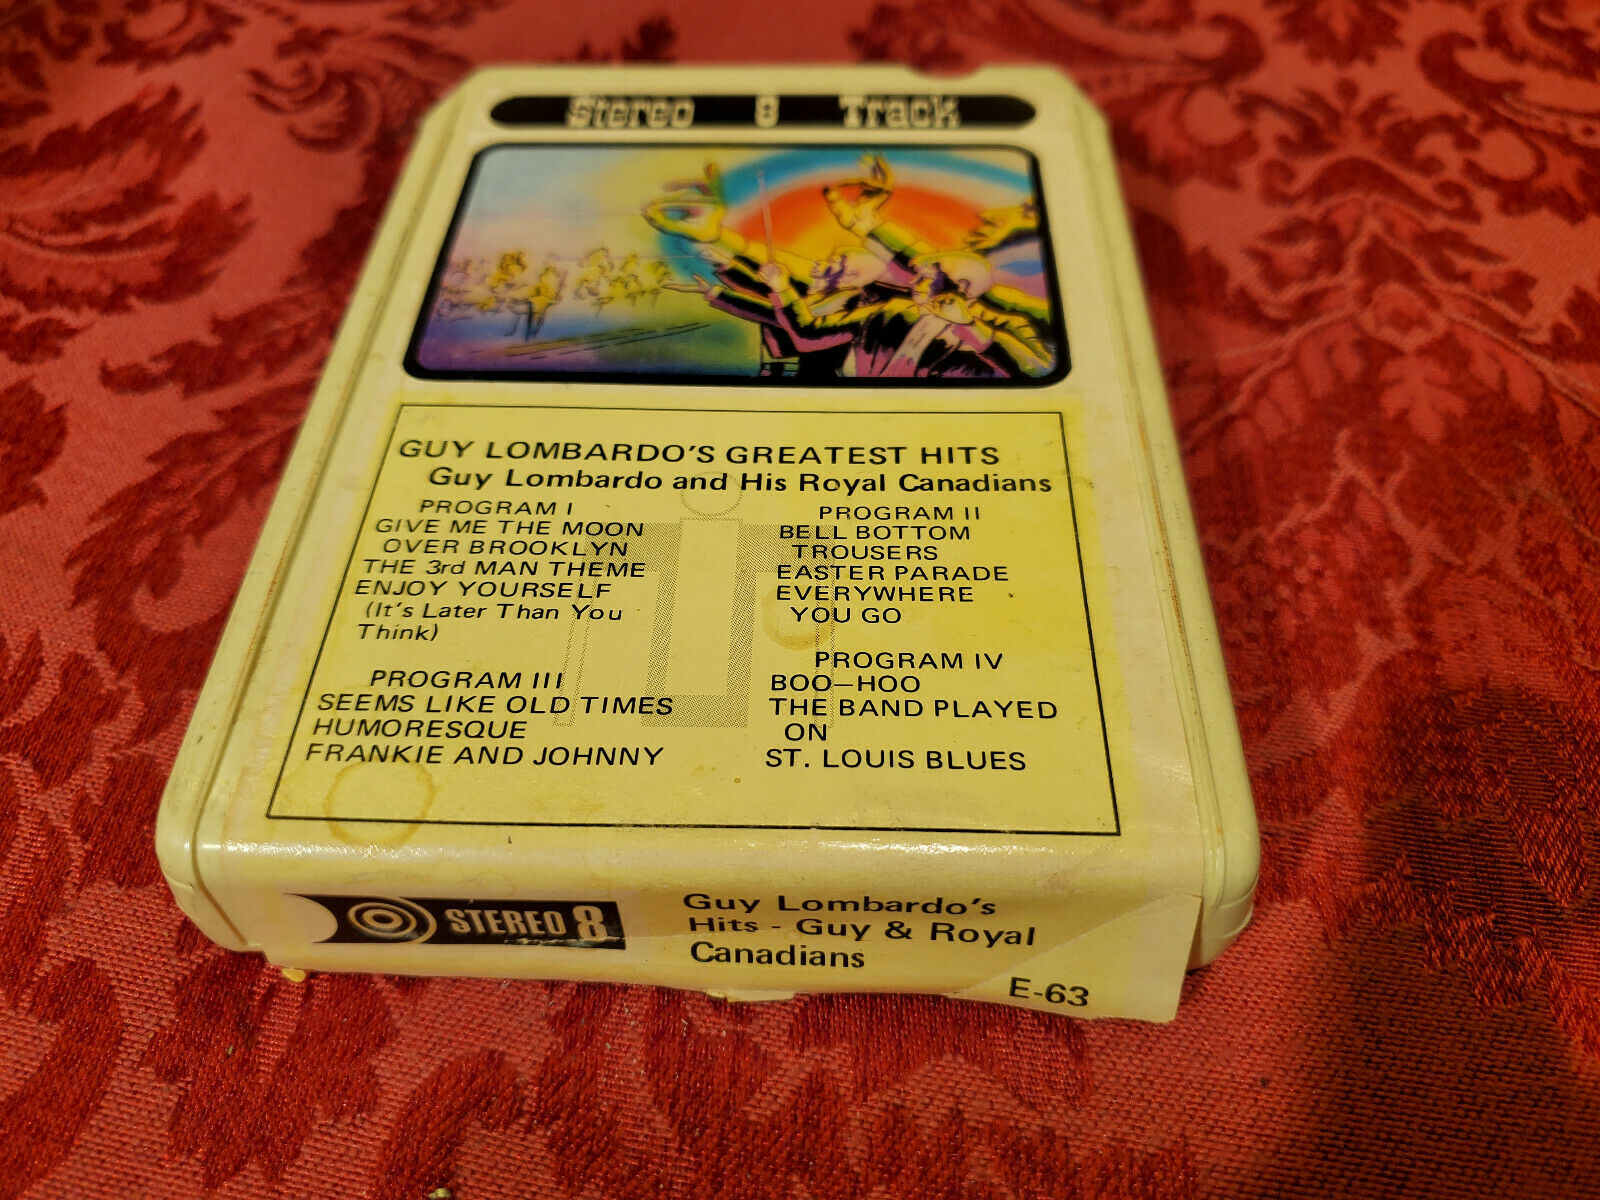 Stereo 8 Track
GUY LOMBARDO'S GREATEST HITS
Guy Lombardo and His Royal Canadians
PROGRAM I
GIVE ME THE MOON
OVER BROOKLYN
THE 3rd MAN THEME
ENJOY YOURSELF
(It's Later Than You
Think)
PROGRAM II
BELL BOTTOM
TROUSERS
EASTER PARADE
EVERYWHERE
YOU GO
PROGRAM III
SEEMS LIKE OLD TIMES
HUMORESQUE
FRANKIE AND JOHNNY
PROGRAM IV
BOO-HOO
THE BAND PLAYED
ON
ST. LOUIS BLUES
STEREO 8
Guy Lombardo's
Hits - Guy & Royal
Canadians
E-63